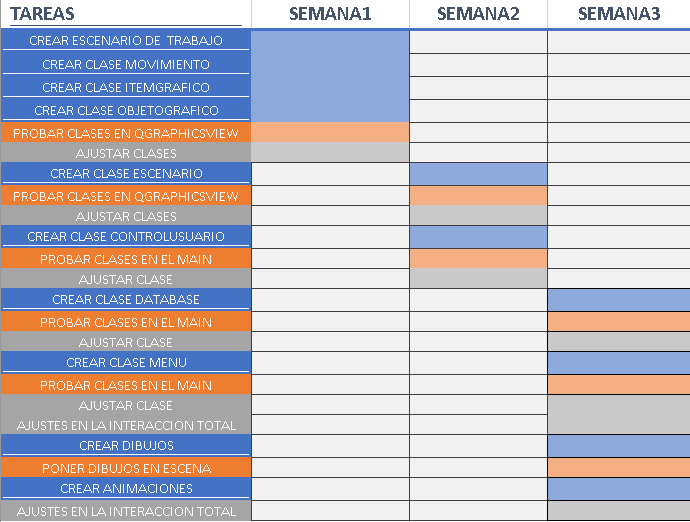 TAREAS SEMANA1 SEMANA2 SEMANA3
CREAR ESCENARIO DE TRABAJO
CREAR CLASE MOVIMIENTO
CREAR CLASE ITEMGRAFICO
CREAR CLASE OBJETOGRAFICO
PROBAR CLASES EN QGRAPHICSVIEW
AJUSTAR CLASES
CREAR CLASE ESCENARIO
PROBAR CLASES EN QGRAPHICSVIEW
AJUSTAR CLASES
CREAR CLASE CONTROLUSUARIO
PROBAR CLASES EN EL MAIN
AJUSTAR CLASE
CREAR CLASE DATABASE
PROBAR CLASES EN EL MAIN
AJUSTAR CLASE
CREAR CLASE MENU
PROBAR CLASES EN EL MAIN
AJUSTAR CLASE
AJUSTES EN LA INTERACCION TOTAL
CREAR DIBUJOS
PONER DIBUJOS EN ESCENA
CREAR ANIMACIONES
AJUSTES EN LA INTERACCION TOTAL